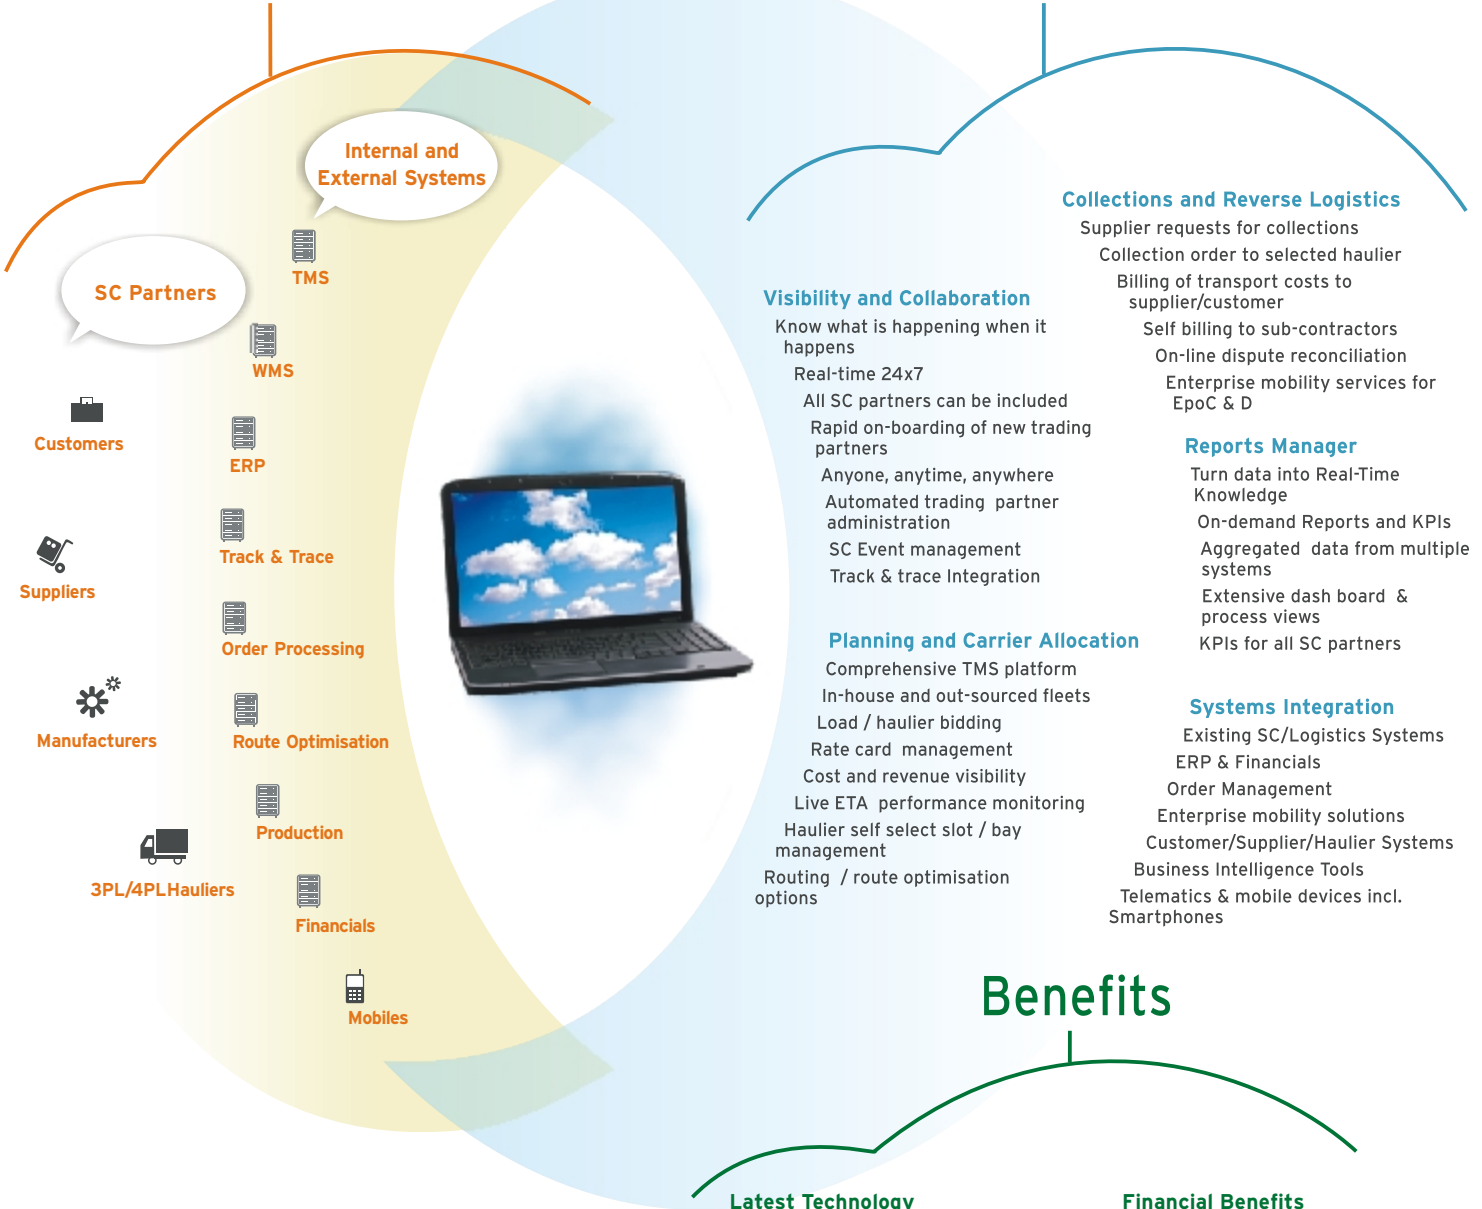 Internal and
External Systems
TMS
WMS
ERP
Track & Trace
Order Processing
Route Optimisation
Production
Financials
Mobiles
SC Partners
Customers
Suppliers
Manufacturers
3PL/4PLHauliers
Visibility and Collaboration
Know what is happening when it
happens
Real-time 24x7
All SC partners can be included
Rapid on-boarding of new trading
partners
Anyone, anytime, anywhere
Automated trading partner
administration
SC Event management
Track & trace Integration
Planning and Carrier Allocation
Comprehensive TMS platform
In-house and out-sourced fleets
Load / haulier bidding
Rate card management
Cost and revenue visibility
Live ETA performance monitoring
Haulier self select slot / bay
management
Routing / route optimisation
options
Collections and Reverse Logistics
Supplier requests for collections
Collection order to selected haulier
Billing of transport costs to
supplier/customer
Self billing to sub-contractors
On-line dispute reconciliation
Enterprise mobility services for
EpoC & D
Reports Manager
Turn data into Real-Time
Knowledge
On-demand Reports and KPIs
Aggregated data from multiple
systems
Extensive dash board &
process views
KPIs for all SC partners
Systems Integration
Existing SC/Logistics Systems
ERP & Financials
Order Management
Enterprise mobility solutions
Customer/Supplier/Haulier Systems
Business Intelligence Tools
Telematics & mobile devices incl.
Smartphones
Benefits
Latest Technology
Financial Benefits